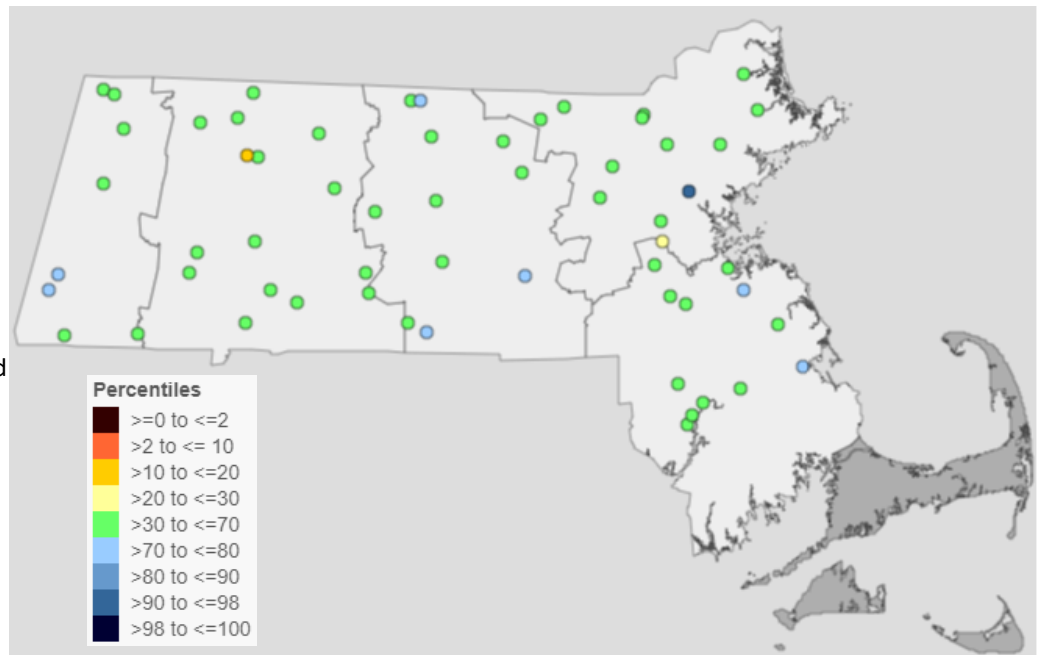 d
Percentiles
>=0 to <=2
>2 to <= 10
>10 to <=20
>20 to <=30
>30 to <=70
>70 to <=80
>80 to <=90
>90 to <=98
>98 to <=100